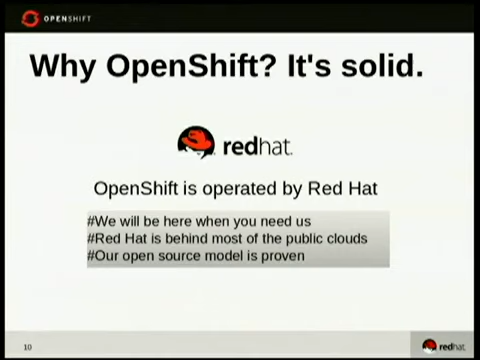 OPENSHIFT
Why OpenShift? It's solid.
redhat.
OpenShift is operated by Red Hat
#We will be here when you need us
#Red Hat is behind most of the public clouds
#Our open source model is proven
10
redhat.